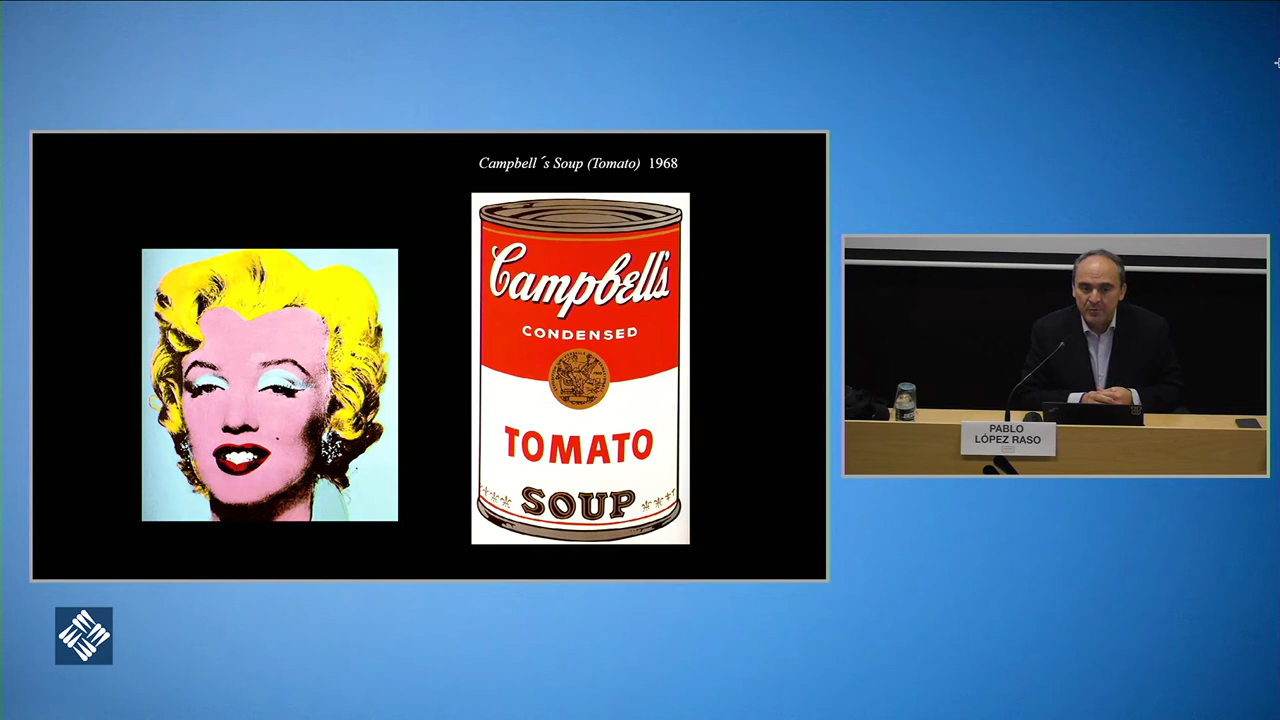 Campbell´s Soup (Tomato) 1968
Campbell's
CONDENSED
TOMATO
SOUP
PABLO
LÓPEZ RASO